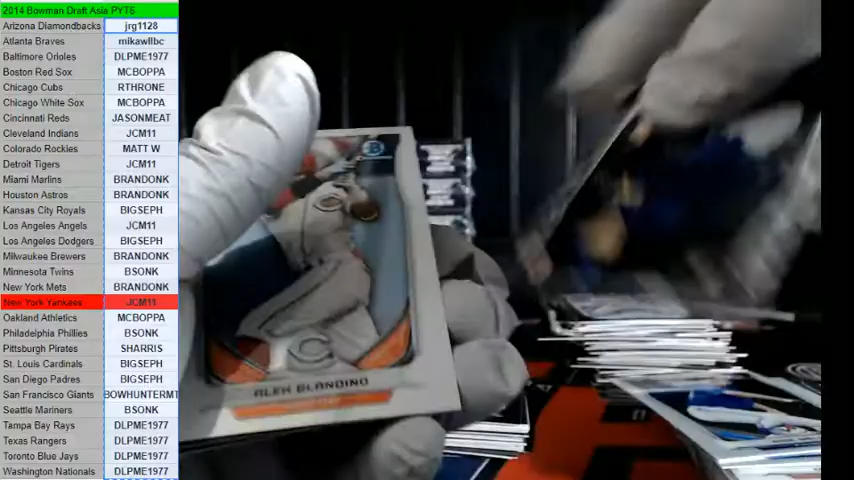 2014 Bowman Draft Asia PYT5
Arizona Diamondbacks jrg1128
Atlanta Braves mikawllbc
Baltimore Orioles DLPME1977
Boston Red Sox MCBOPPA
Chicago Cubs RTHRONE
Chicago White Sox MCBOPPA
Cincinnati Reds JASONMEAT
Cleveland Indians JCM11
Colorado Rockies MATT W
Detroit Tigers JCM11
Miami Marlins BRANDONK
Houston Astros BRANDONK
Kansas City Royals BIGSEPH
Los Angeles Angels JCM11
Los Angeles Dodgers BIGSEPH
Milwaukee Brewers BRANDONK
Minnesota Twins BSONK
New York Mets BRANDONK
New York Yankees JCM11
Oakland Athletics MCBOPPA
Philadelphia Phillies BSONK
Pittsburgh Pirates SHARRIS
St. Louis Cardinals BIGSEPH
San Diego Padres BIGSEPH
San Francisco Giants BOWHUNTERMT
Seattle Mariners BSONK
Tampa Bay Rays DLPME1977
Texas Rangers DLPME1977
Toronto Blue Jays DLPME1977
Washington Nationals DLPME1977
ALEX BLANDINO